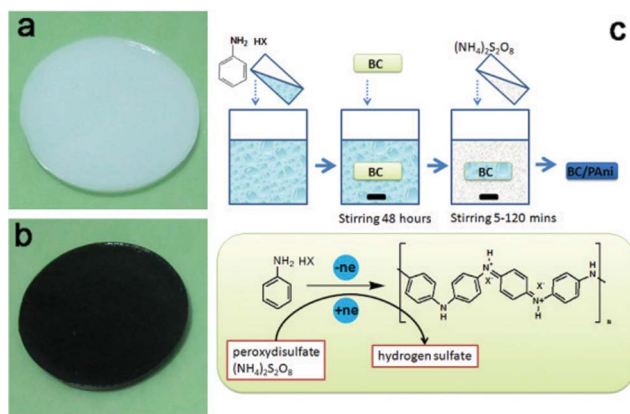 a
b
c
NH₂ HX
BC
(NH₄)₂S₂O₈
BC
BC
BC/PAni
Stirring 48 hours
Stirring 5-120 mins
NH₂ HX
-ne
+ne
peroxydisulfate
(NH₄)₂S₂O₈
hydrogen sulfate
H
N⁺
X⁻
H
N
N
H
X⁻
N⁺
H
n